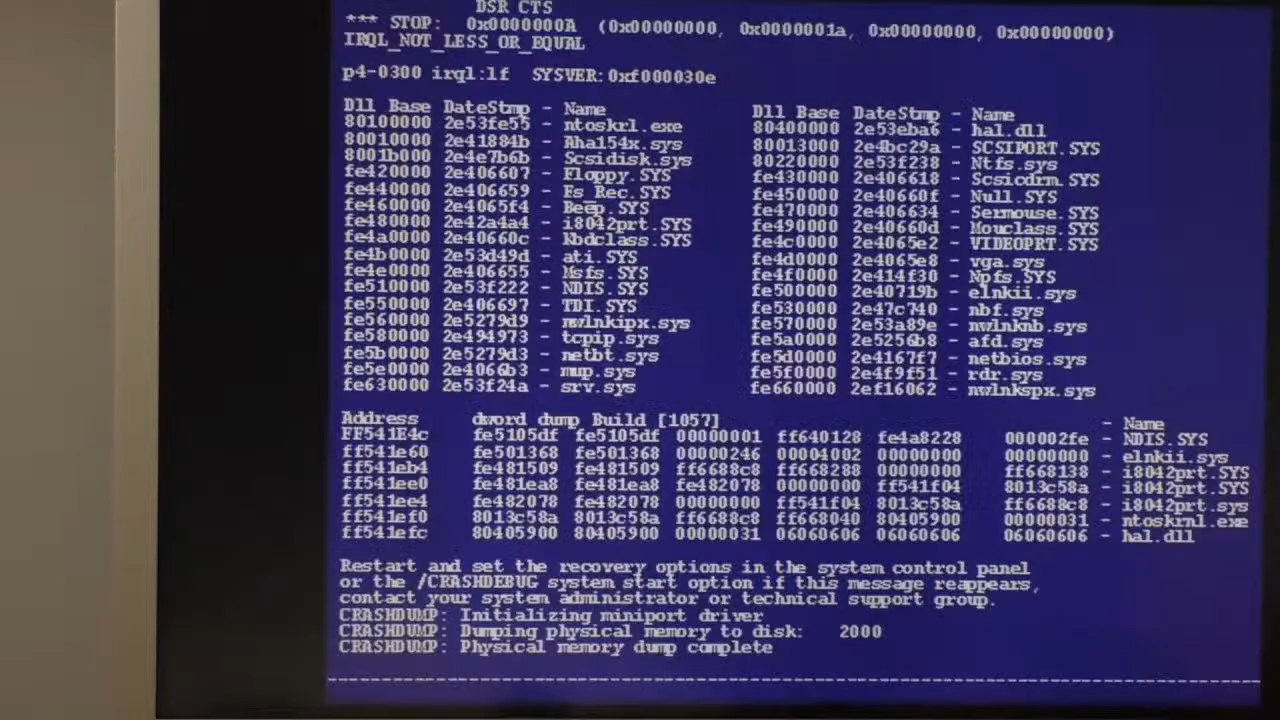 DSR CTS
*** STOP: 0x0000000A (0x00000000, 0x0000001a, 0x00000000, 0x00000000)
IRQL_NOT_LESS_OR_EQUAL
p4-0300 irql:lf SYSVER:0xf000030e
Dll Base DateStmp - Name Dll Base DateStmp - Name
80100000 2e53fe55 - ntoskrl.exe 80400000 2e53eba6 - hal.dll
80010000 2e41884b - Aha154x.sys 80013000 2e4bc29a - SCSIPORT.SYS
8001b000 2e4e7b6b - Scsidisk.sys 80220000 2e53f238 - Ntfs.sys
fe420000 2e406607 - Floppy.SYS fe430000 2e406618 - Scsicdrm.SYS
fe440000 2e406659 - Fs_Rec.SYS fe450000 2e40660f - Null.SYS
fe460000 2e4065f4 - Beep.SYS fe470000 2e406634 - Sermouse.SYS
fe480000 2e42a4a4 - i8042prt.SYS fe490000 2e40660d - Mouclass.SYS
fe4a0000 2e40660c - Kbdclass.SYS fe4c0000 2e4065e2 - VIDEOPRT.SYS
fe4b0000 2e53d49d - ati.SYS fe4d0000 2e4065e8 - vga.sys
fe4e0000 2e406655 - Msfs.SYS fe4f0000 2e414f30 - Npfs.SYS
fe510000 2e53f222 - NDIS.SYS fe500000 2e40719b - elnkii.sys
fe550000 2e406697 - TDI.SYS fe530000 2e47c740 - nbf.sys
fe560000 2e5279d9 - nwlnkipx.sys fe570000 2e53a89e - nwlnknb.sys
fe580000 2e494973 - tcpip.sys fe5a0000 2e5256b8 - afd.sys
fe5b0000 2e5279d3 - netbt.sys fe5d0000 2e4167f7 - netbios.sys
fe5e0000 2e4066b3 - mup.sys fe5f0000 2e4f9f51 - rdr.sys
fe630000 2e53f24a - srv.sys fe660000 2ef16062 - nwlnkspx.sys
Address dword dump Build [1057] - Name
FF541E4c fe5105df fe5105df 00000001 ff640128 fe4a8228 000002fe - NDIS.SYS
ff541e60 fe501368 fe501368 00000246 00004002 00000000 00000000 - elnkii.sys
ff541eb4 fe481509 fe481509 ff6688c8 ff668288 00000000 ff668138 - i8042prt.SYS
ff541ee0 fe481ea8 fe481ea8 fe482078 00000000 ff541f04 8013c58a - i8042prt.SYS
ff541ee4 fe482078 fe482078 00000000 ff541f04 8013c58a ff6688c8 - i8042prt.sys
ff541ef0 8013c58a 8013c58a ff6688c8 ff668040 80405900 00000031 - ntoskrnl.exe
ff541efc 80405900 80405900 00000031 06060606 06060606 06060606 - hal.dll
Restart and set the recovery options in the system control panel
or the /CRASHDEBUG system start option if this message reappears,
contact your system administrator or technical support group.
CRASHDUMP: Initializing miniport driver
CRASHDUMP: Dumping physical memory to disk: 2000
CRASHDUMP: Physical memory dump complete